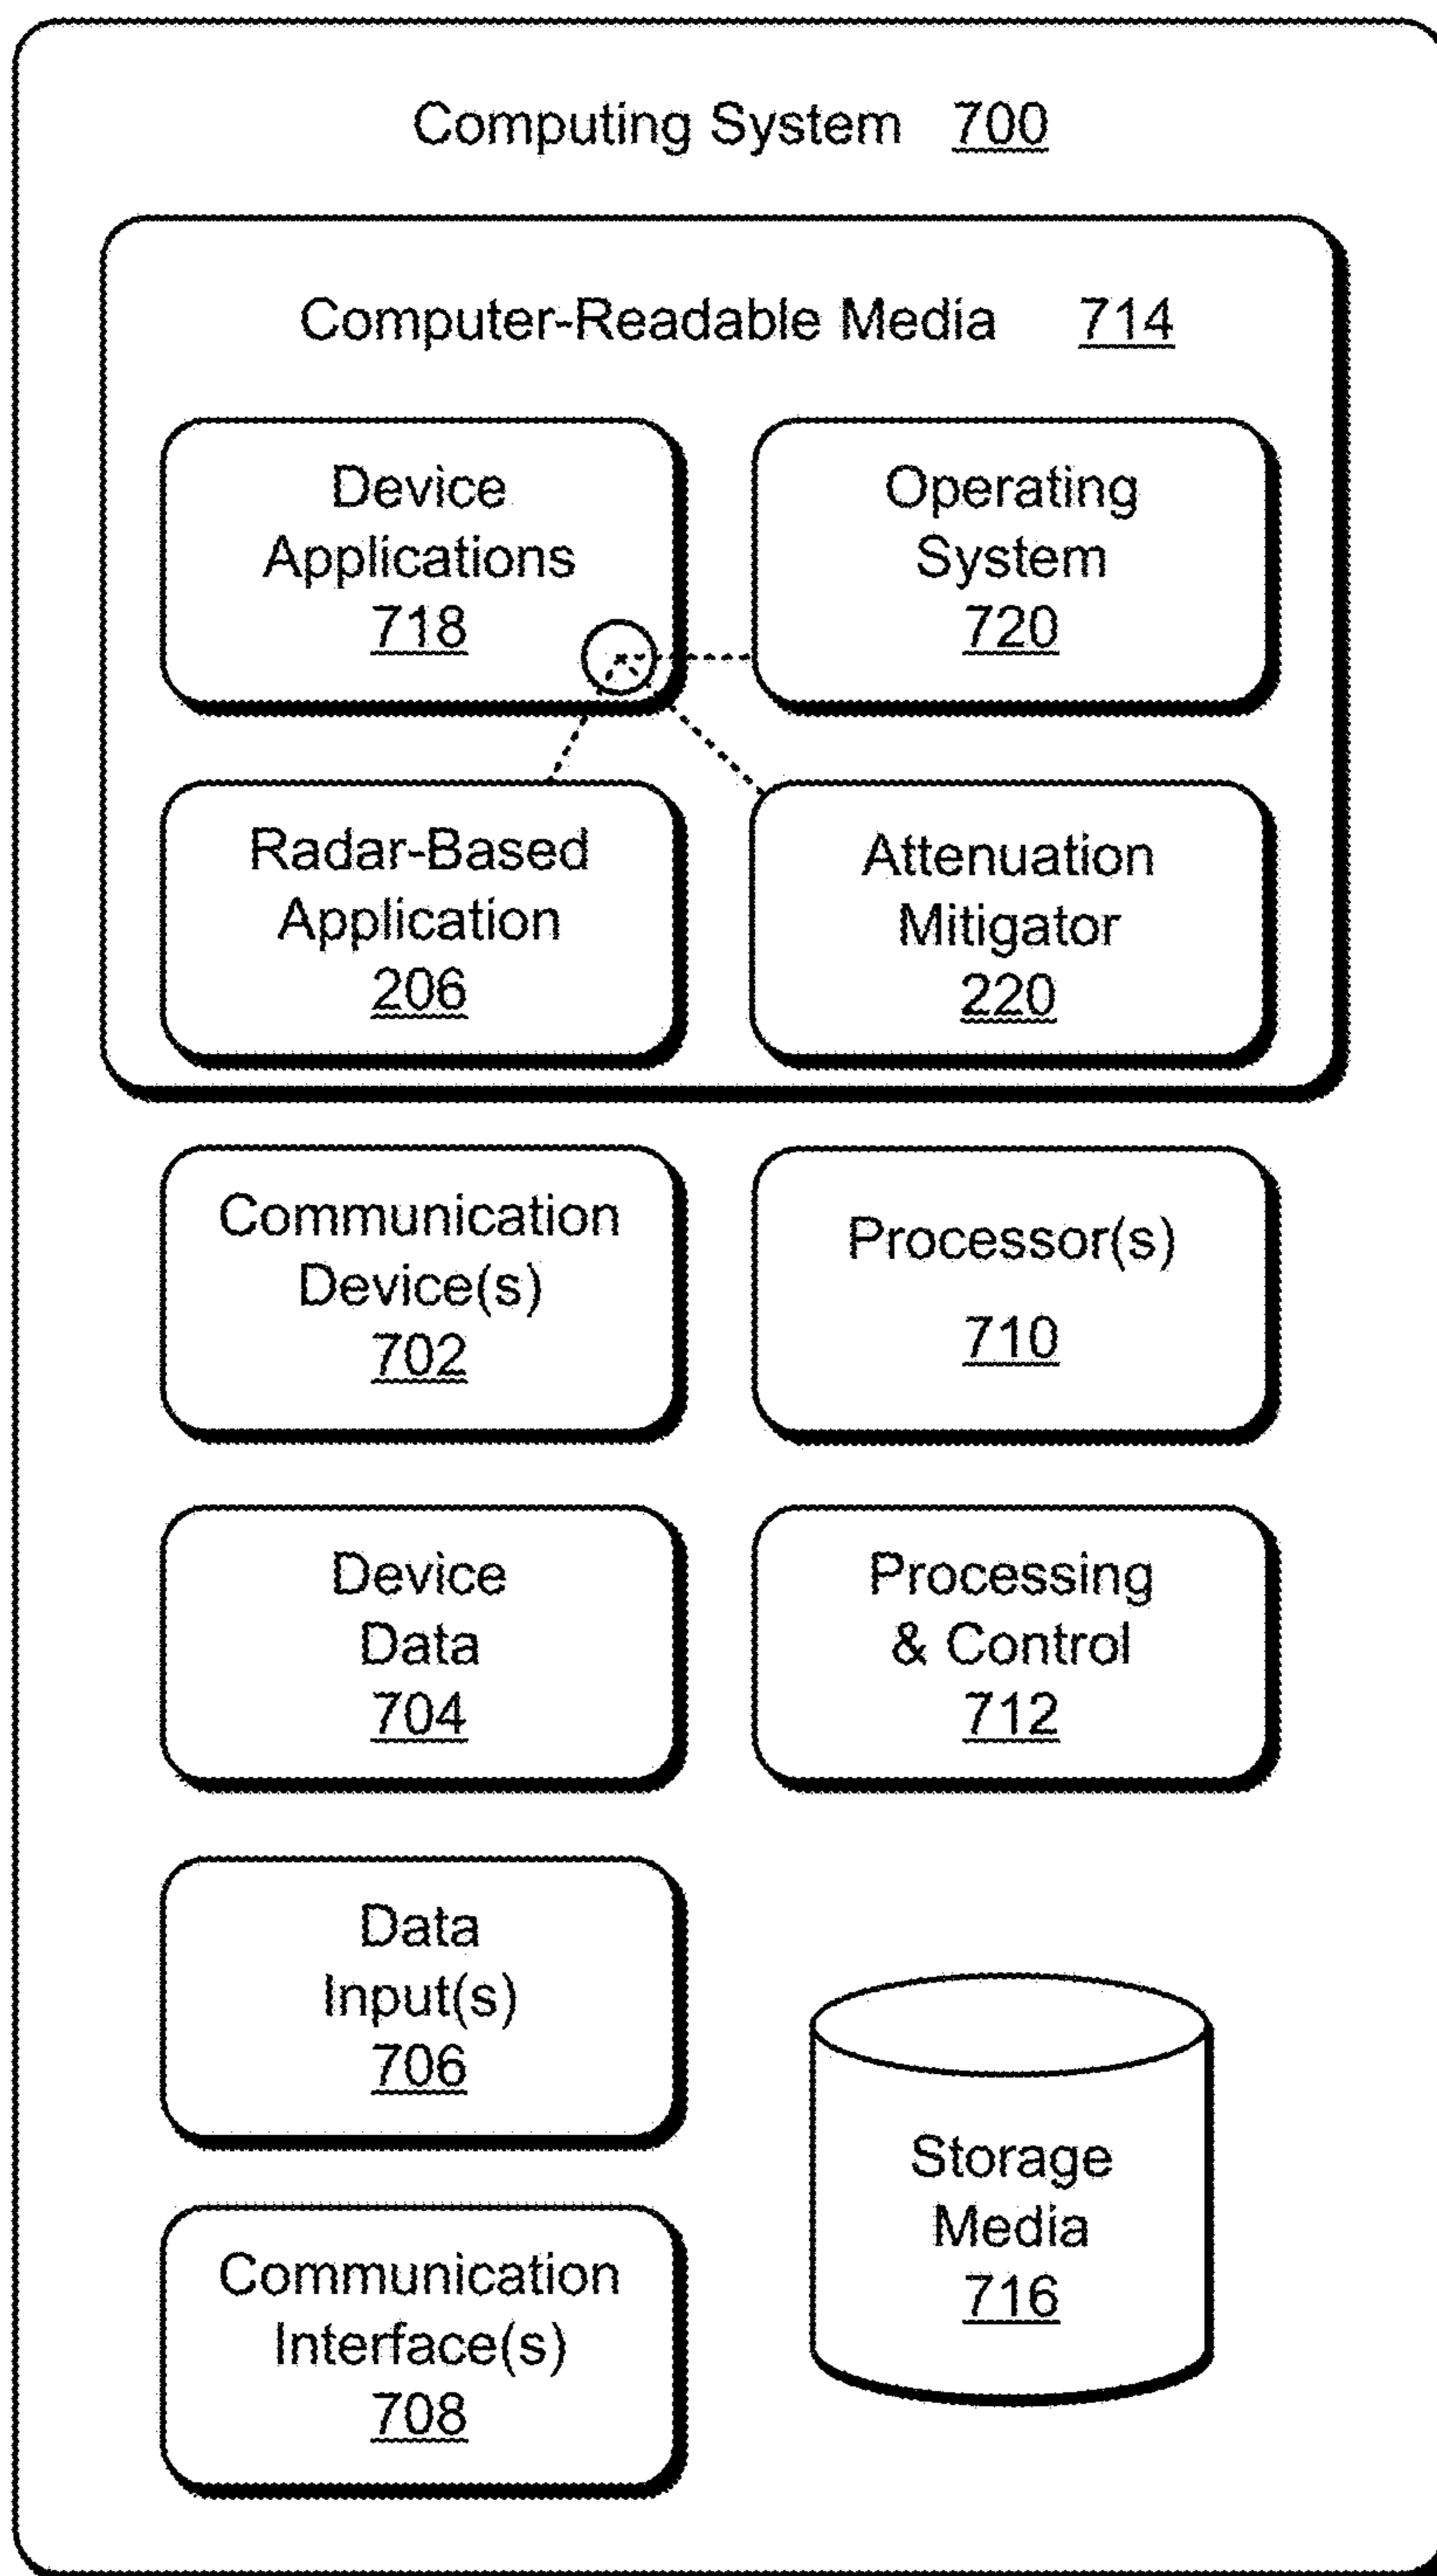 Computing System 700
Computer-Readable Media 714
Device
Applications
718
Operating
System
720
Radar-Based
Application
206
Attenuation
Mitigator
220
Communication
Device(s)
702
Processor(s)
710
Device
Data
704
Processing
& Control
712
Data
Input(s)
706
Storage
Media
716
Communication
Interface(s)
708